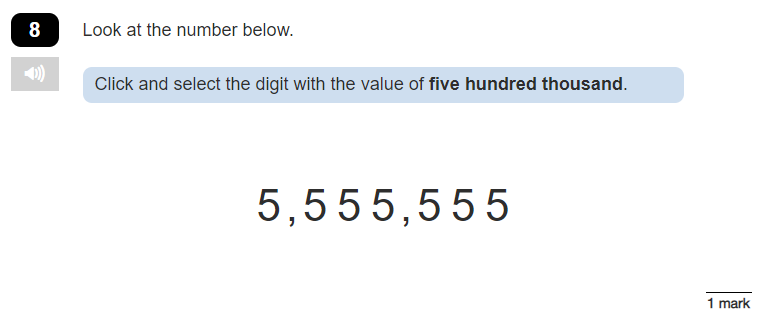 8 Look at the number below.
Click and select the digit with the value of five hundred thousand.
5,555,555
1 mark